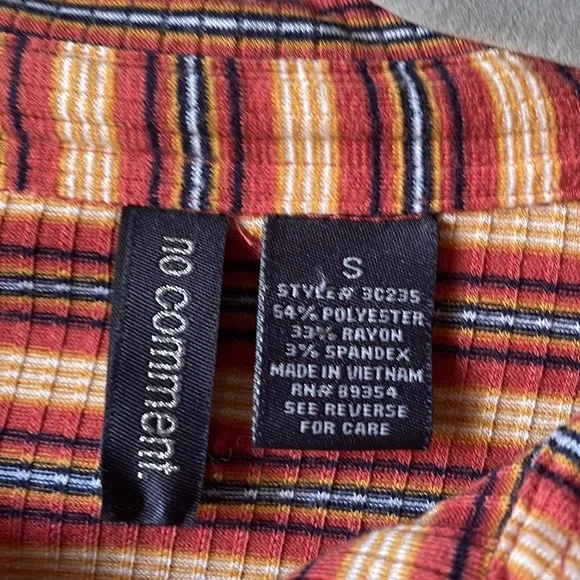 no comment.
S
STYLE# 3C235
64% POLYESTER
33% RAYON
3% SPANDEX
MADE IN VIETNAM
RN# 89354
SEE REVERSE
FOR CARE